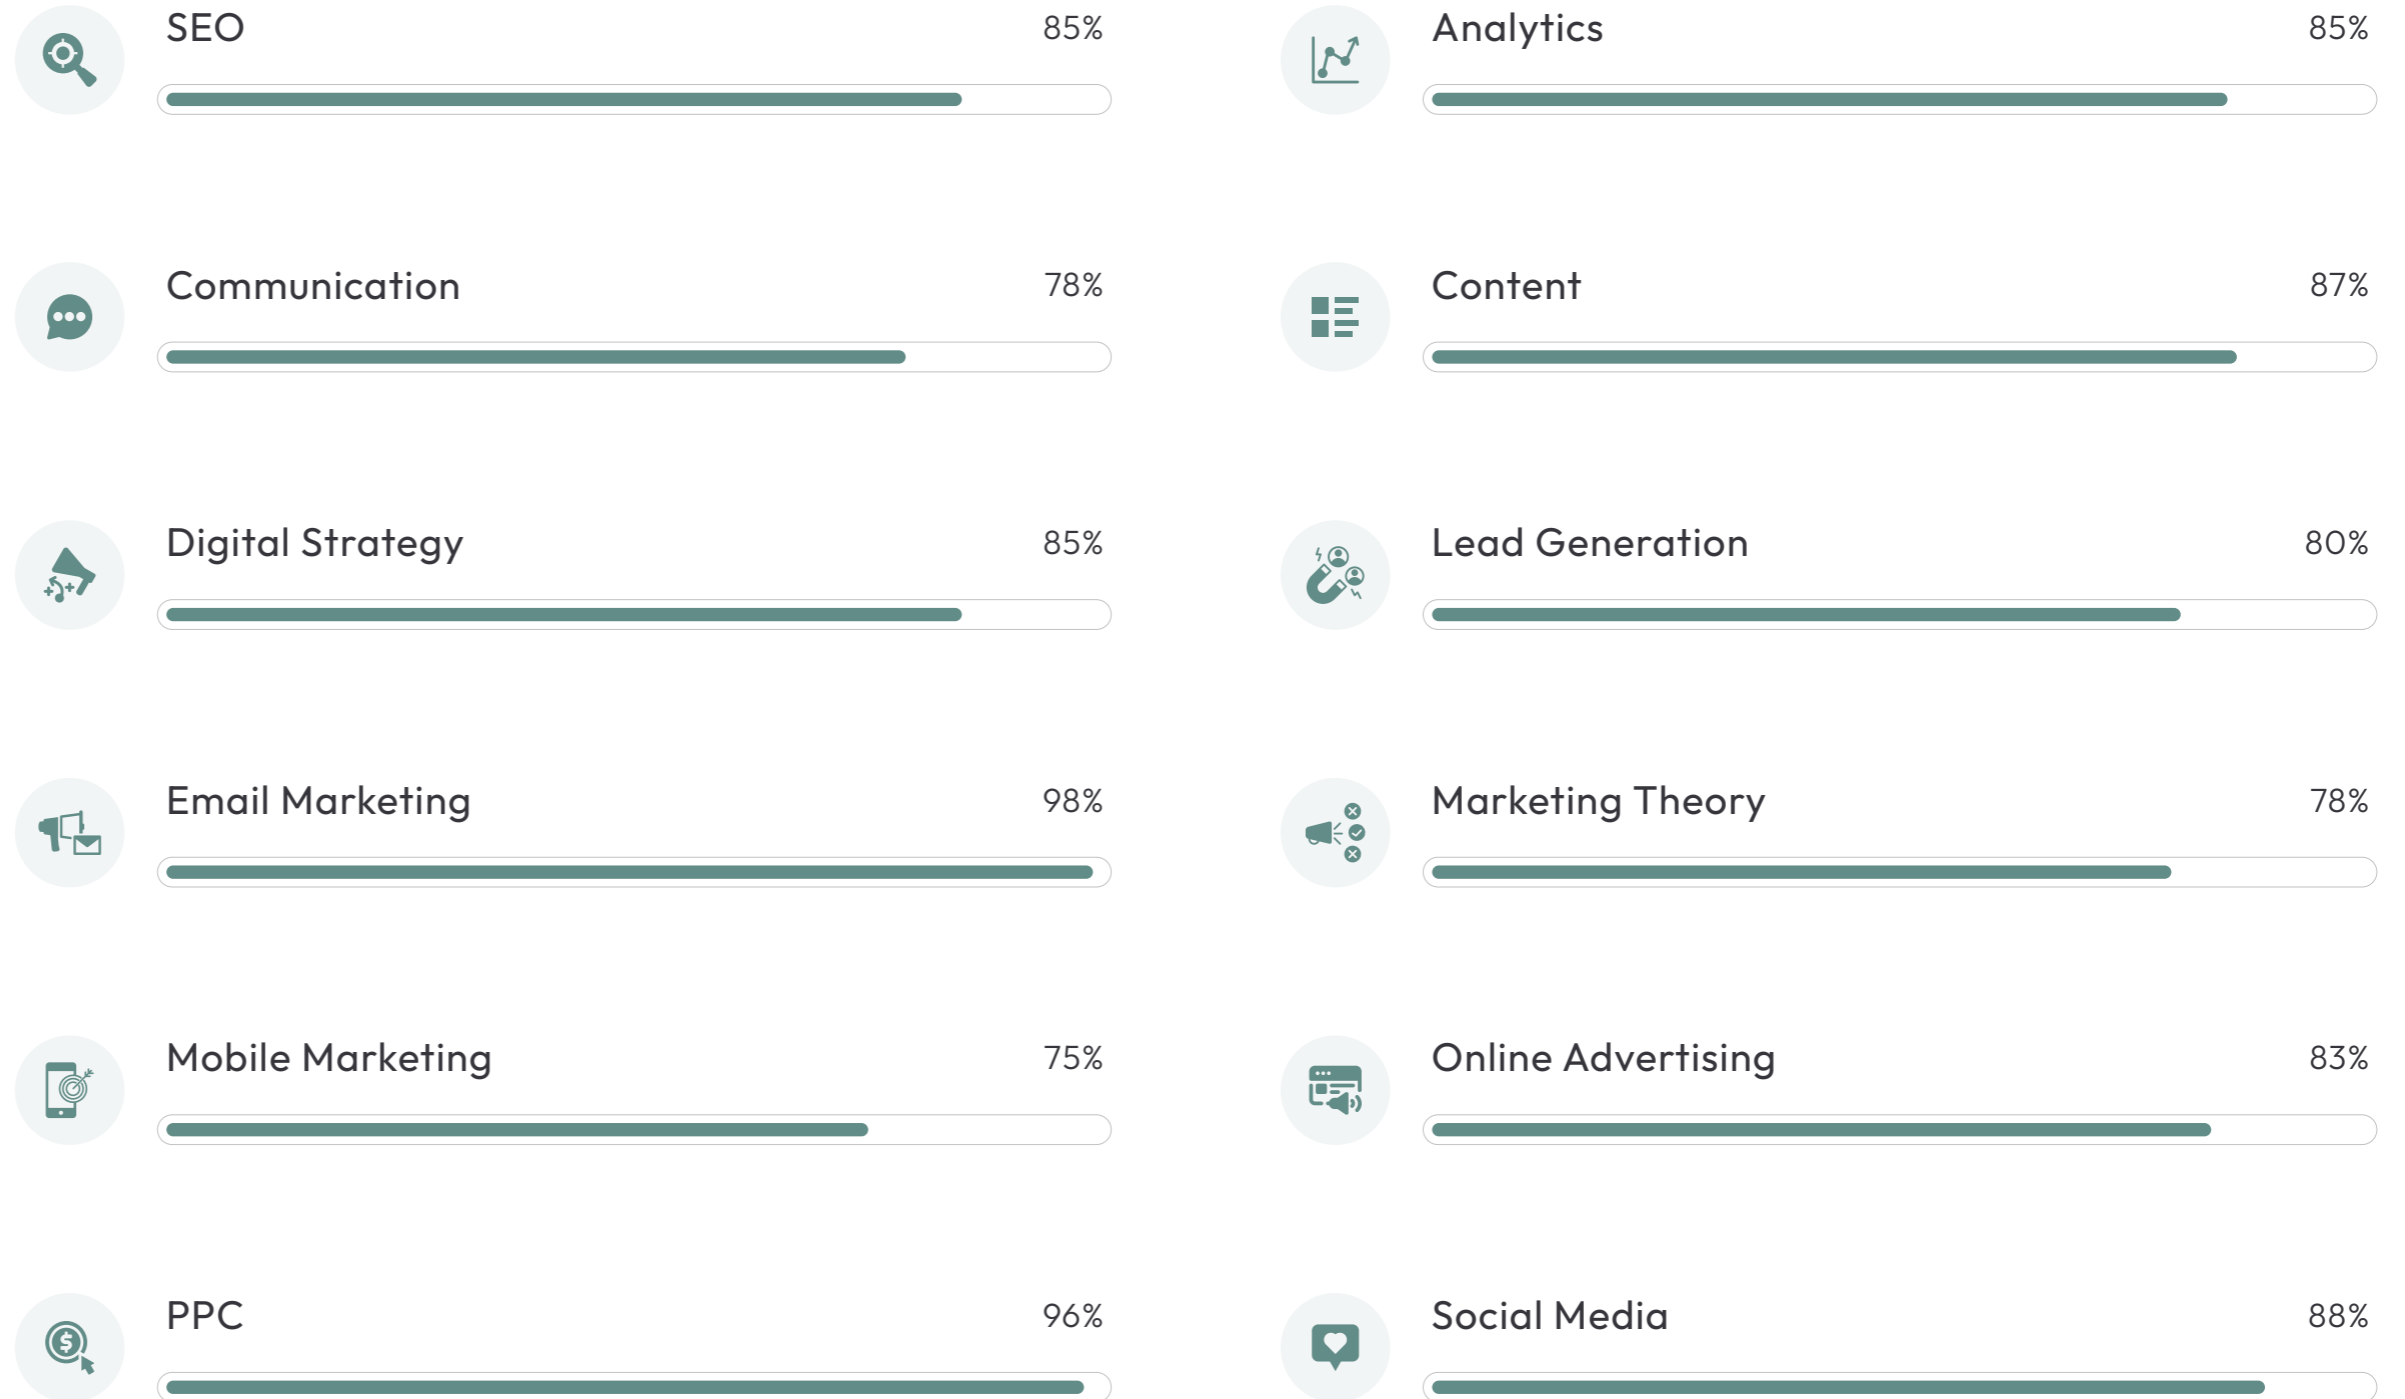 SEO 85%
Analytics 85%
Communication 78%
Content 87%
Digital Strategy 85%
Lead Generation 80%
Email Marketing 98%
Marketing Theory 78%
Mobile Marketing 75%
Online Advertising 83%
PPC 96%
Social Media 88%